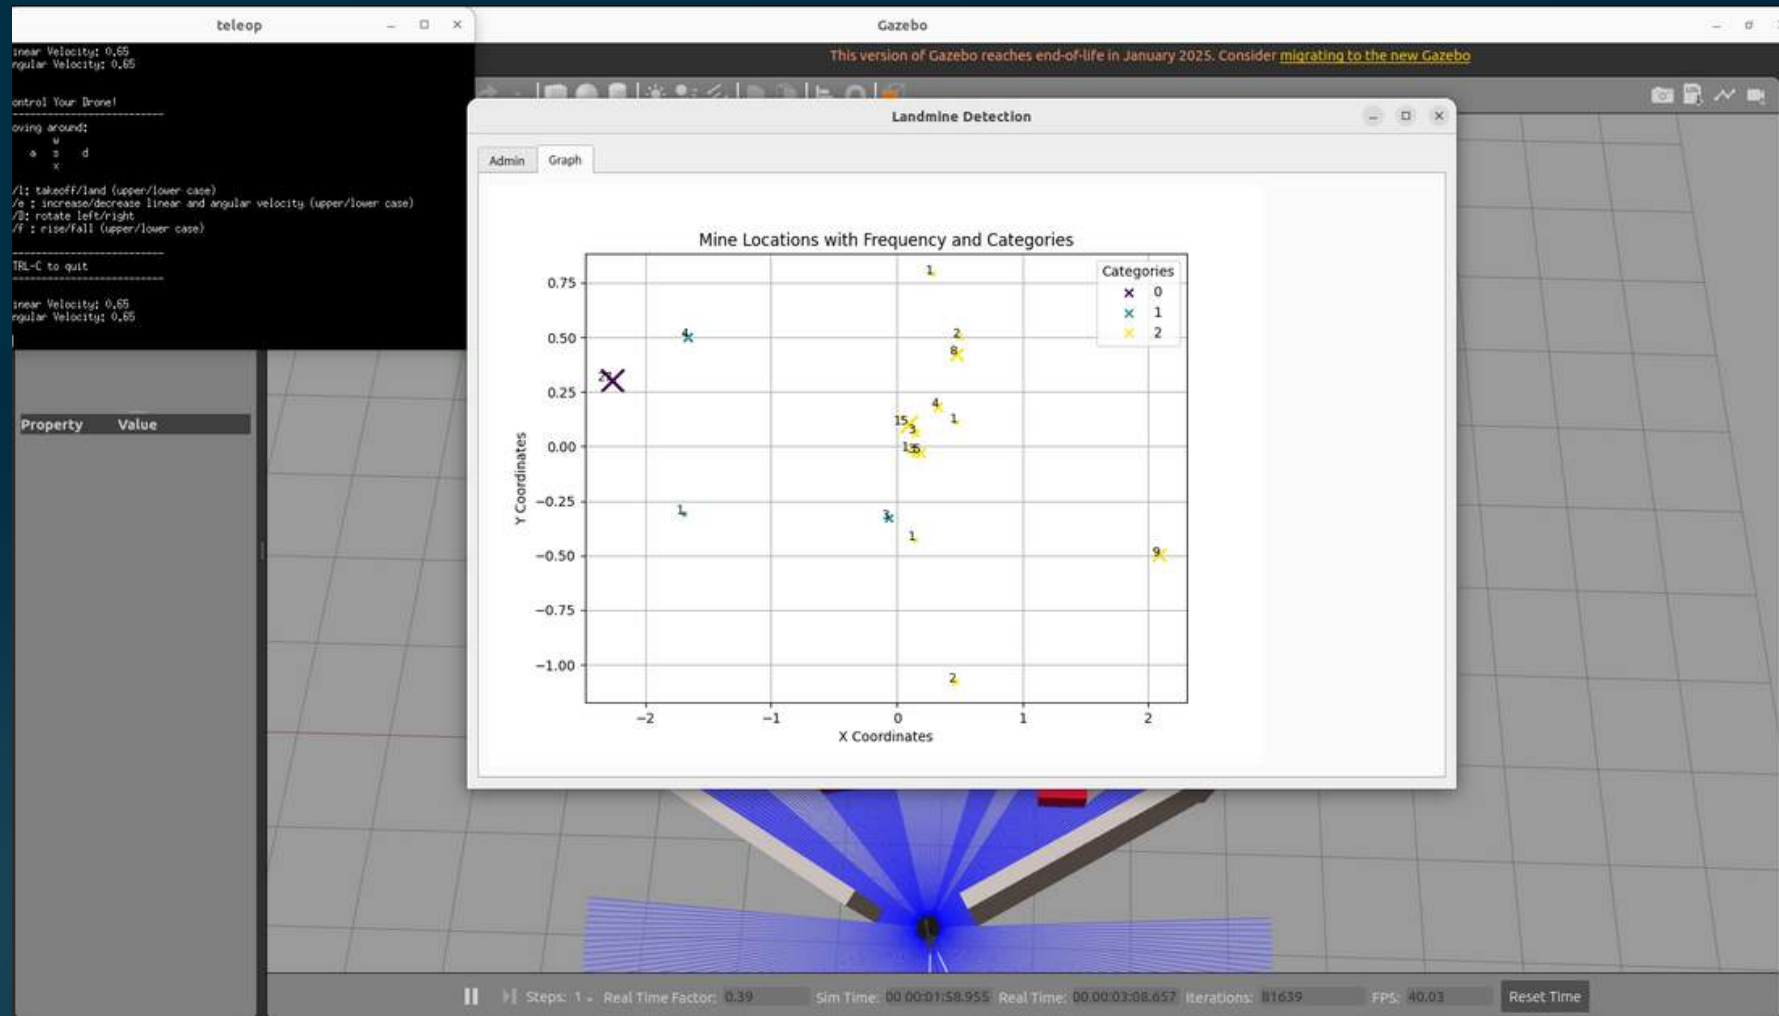 teleop
inear Velocity: 0.65
ngular Velocity: 0.65
ontrol Your Drone!
---------------------------
oving around:
w
a s d
x
/l: takeoff/land (upper/lower case)
/e : increase/decrease linear and angular velocity (upper/lower case)
/D: rotate left/right
/f : rise/fall (upper/lower case)
---------------------------
TRL-C to quit
---------------------------
inear Velocity: 0.65
ngular Velocity: 0.65
Gazebo
This version of Gazebo reaches end-of-life in January 2025. Consider migrating to the new Gazebo
Property Value
Landmine Detection
Admin Graph
Mine Locations with Frequency and Categories
Categories
0
1
2
Y Coordinates
0.75
0.50
0.25
0.00
−0.25
−0.50
−0.75
−1.00
1
4
2
8
4
15
1
3
1
1
3
1
9
2
−2 −1 0 1 2
X Coordinates
Steps: 1 Real Time Factor: 0.39 Sim Time: 00 00:01:58.955 Real Time: 00 00:03:08.657 Iterations: 81639 FPS: 40.03 Reset Time